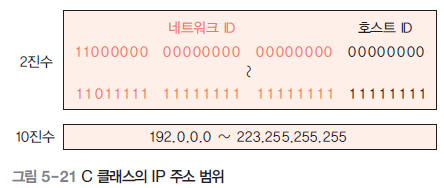 네트워크 ID 호스트 ID
2진수
11000000 00000000 00000000 00000000
~
11011111 11111111 11111111 11111111
10진수 192.0.0.0 ~ 223.255.255.255
그림 5-21 C 클래스의 IP 주소 범위